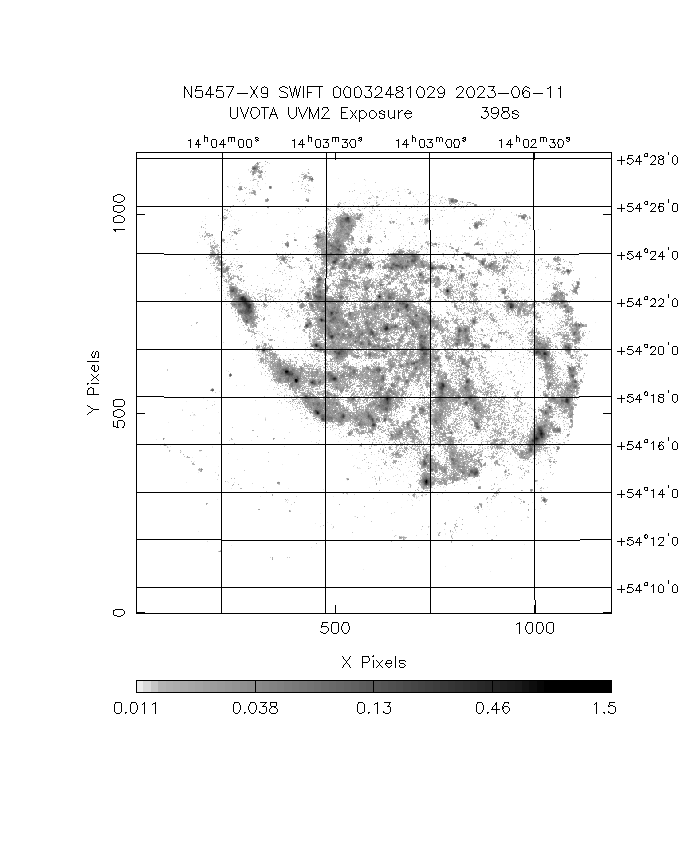 N5457-X9 SWIFT 00032481029 2023-06-11
UVOTA UVM2 Exposure 398s
14ʰ04ᵐ00ˢ 14ʰ03ᵐ30ˢ 14ʰ03ᵐ00ˢ 14ʰ02ᵐ30ˢ
+54°28'0
+54°26'0
1000
+54°24'0
+54°22'0
+54°20'0
Y Pixels
+54°18'0
500
+54°16'0
+54°14'0
+54°12'0
+54°10'0
0
500 1000
X Pixels
0.011 0.038 0.13 0.46 1.5